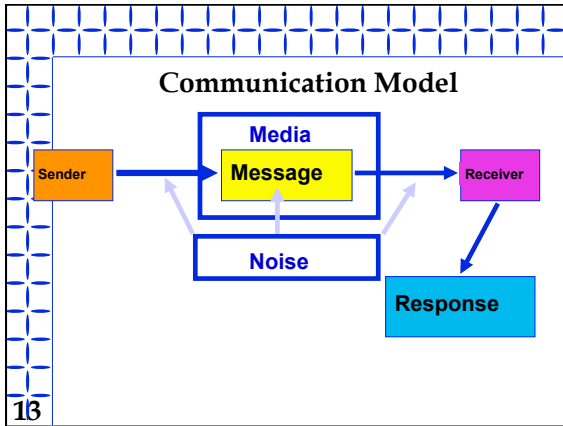 Communication Model
Media
Sender
Message
Receiver
Noise
Response
13